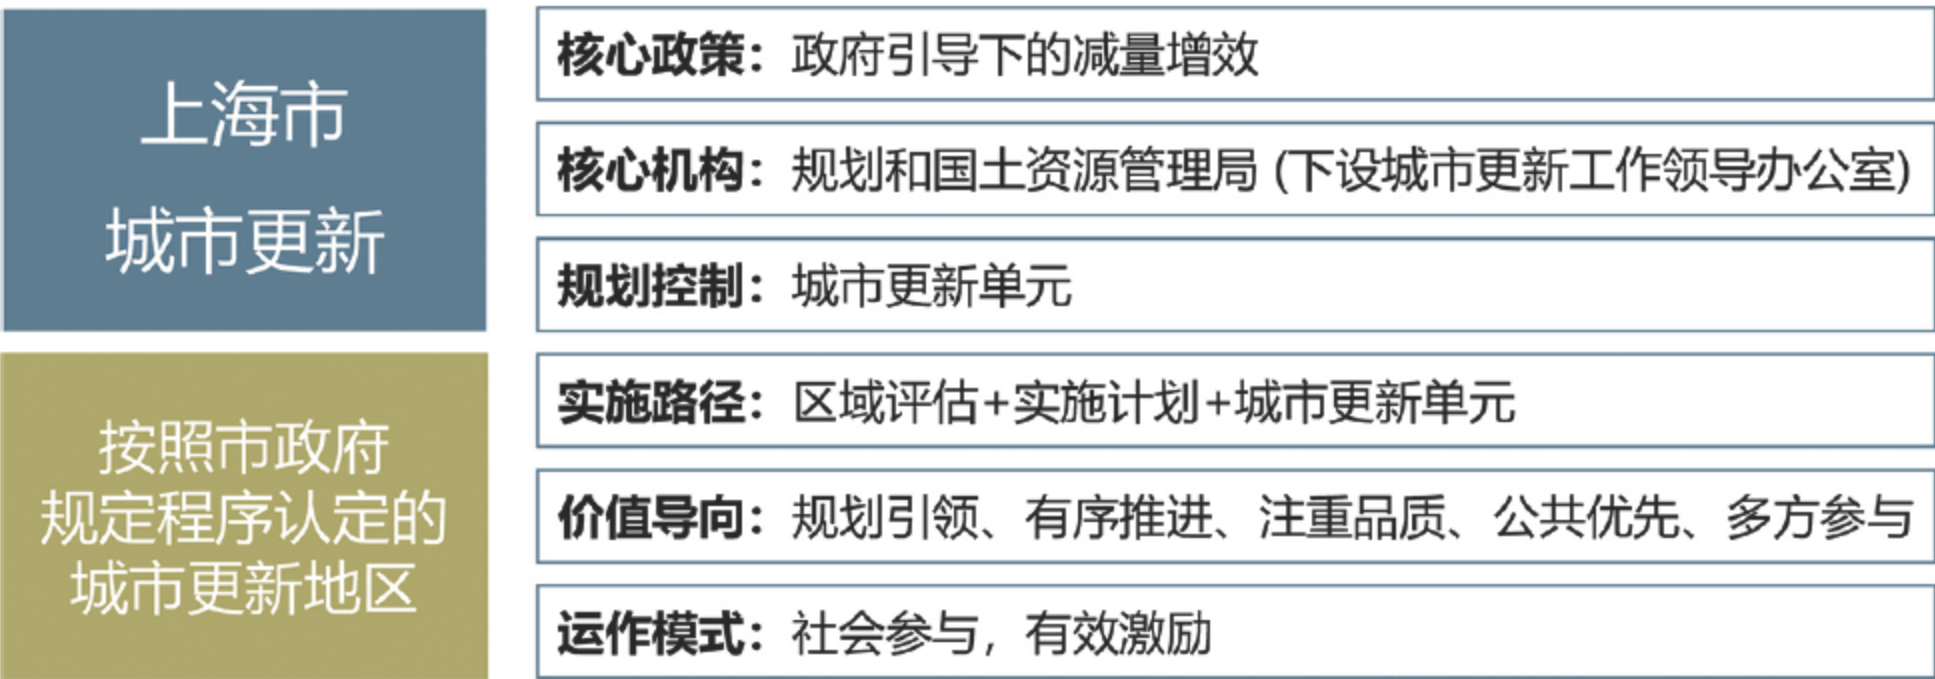 上海市
城市更新
按照市政府
规定程序认定的
城市更新地区
核心政策：政府引导下的减量增效
核心机构：规划和国土资源管理局 (下设城市更新工作领导办公室)
规划控制：城市更新单元
实施路径：区域评估+实施计划+城市更新单元
价值导向：规划引领、有序推进、注重品质、公共优先、多方参与
运作模式：社会参与，有效激励